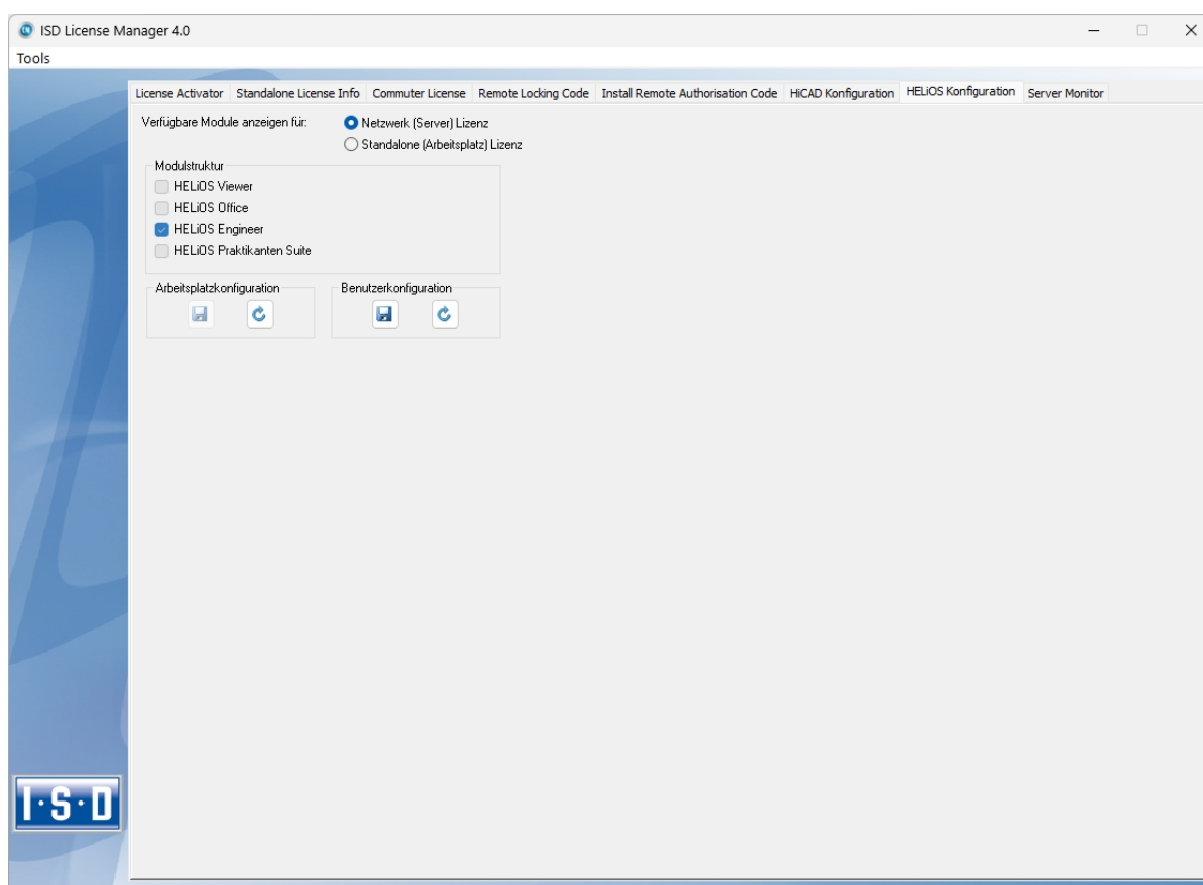 ISD License Manager 4.0
Tools
License Activator Standalone License Info Commuter License Remote Locking Code Install Remote Authorisation Code HiCAD Konfiguration HELiOS Konfiguration Server Monitor
Verfügbare Module anzeigen für: Netzwerk (Server) Lizenz
Standalone (Arbeitsplatz) Lizenz
Modulstruktur
HELiOS Viewer
HELiOS Office
HELiOS Engineer
HELiOS Praktikanten Suite
Arbeitsplatzkonfiguration Benutzerkonfiguration
I·S·D